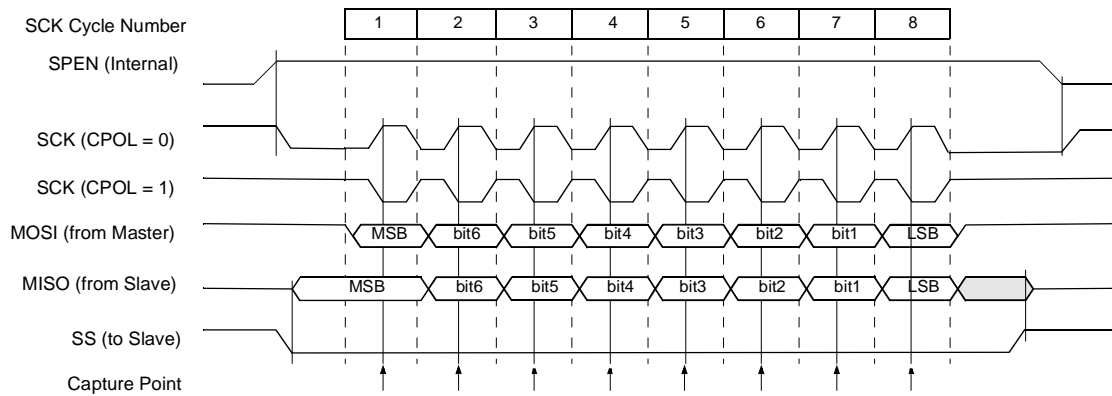 SCK Cycle Number 1 2 3 4 5 6 7 8
SPEN (Internal)
SCK (CPOL = 0)
SCK (CPOL = 1)
MOSI (from Master) MSB bit6 bit5 bit4 bit3 bit2 bit1 LSB
MISO (from Slave) MSB bit6 bit5 bit4 bit3 bit2 bit1 LSB
SS (to Slave)
Capture Point